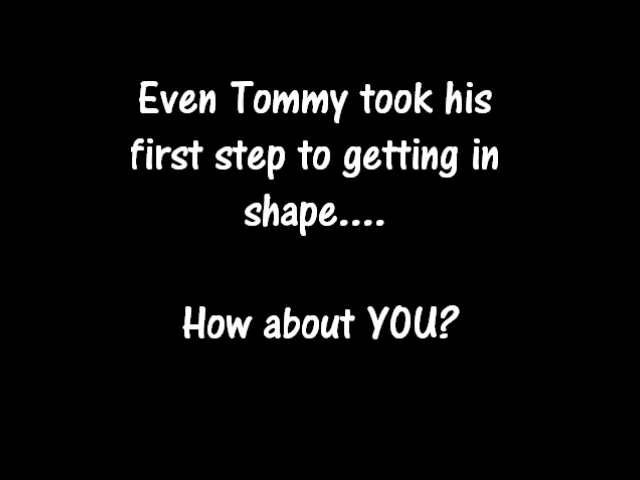 Even Tommy took his
first step to getting in
shape....
How about YOU?